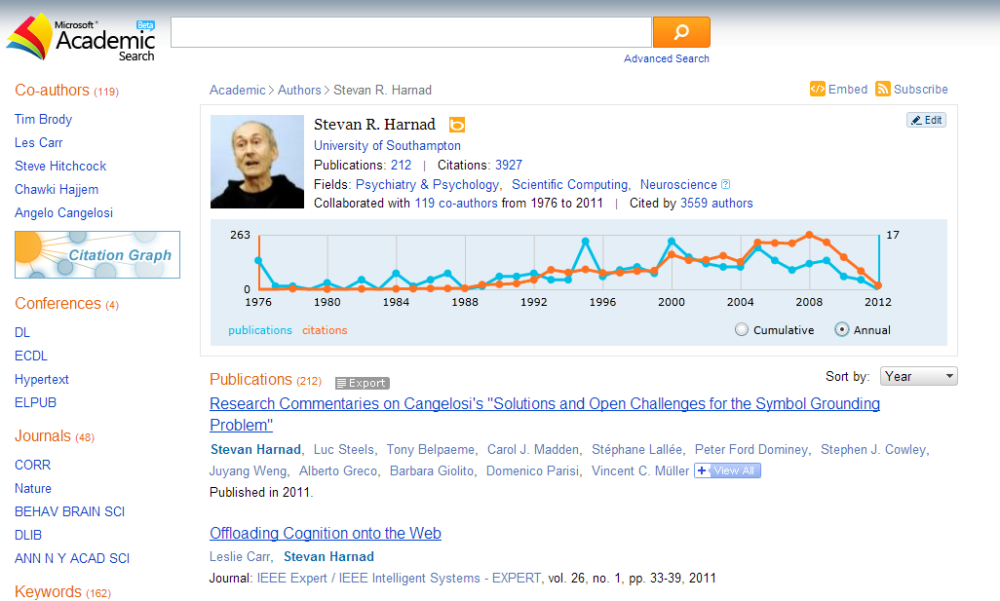 Microsoft® Beta
Academic
Search
Advanced Search
Co-authors (119)
Tim Brody
Les Carr
Steve Hitchcock
Chawki Hajjem
Angelo Cangelosi
Citation Graph
Conferences (4)
DL
ECDL
Hypertext
ELPUB
Journals (48)
CORR
Nature
BEHAV BRAIN SCI
DLIB
ANN N Y ACAD SCI
Keywords (162)
Academic > Authors > Stevan R. Harnad
Embed Subscribe
Stevan R. Harnad
Edit
University of Southampton
Publications: 212 | Citations: 3927
Fields: Psychiatry & Psychology, Scientific Computing, Neuroscience ?
Collaborated with 119 co-authors from 1976 to 2011 | Cited by 3559 authors
263 17
0
1976 1980 1984 1988 1992 1996 2000 2004 2008 2012
publications citations Cumulative Annual
Publications (212) Export Sort by: Year
Research Commentaries on Cangelosi's "Solutions and Open Challenges for the Symbol Grounding
Problem"
Stevan Harnad, Luc Steels, Tony Belpaeme, Carol J. Madden, Stéphane Lallée, Peter Ford Dominey, Stephen J. Cowley,
Juyang Weng, Alberto Greco, Barbara Giolito, Domenico Parisi, Vincent C. Müller + View All
Published in 2011.
Offloading Cognition onto the Web
Leslie Carr, Stevan Harnad
Journal: IEEE Expert / IEEE Intelligent Systems - EXPERT, vol. 26, no. 1, pp. 33-39, 2011